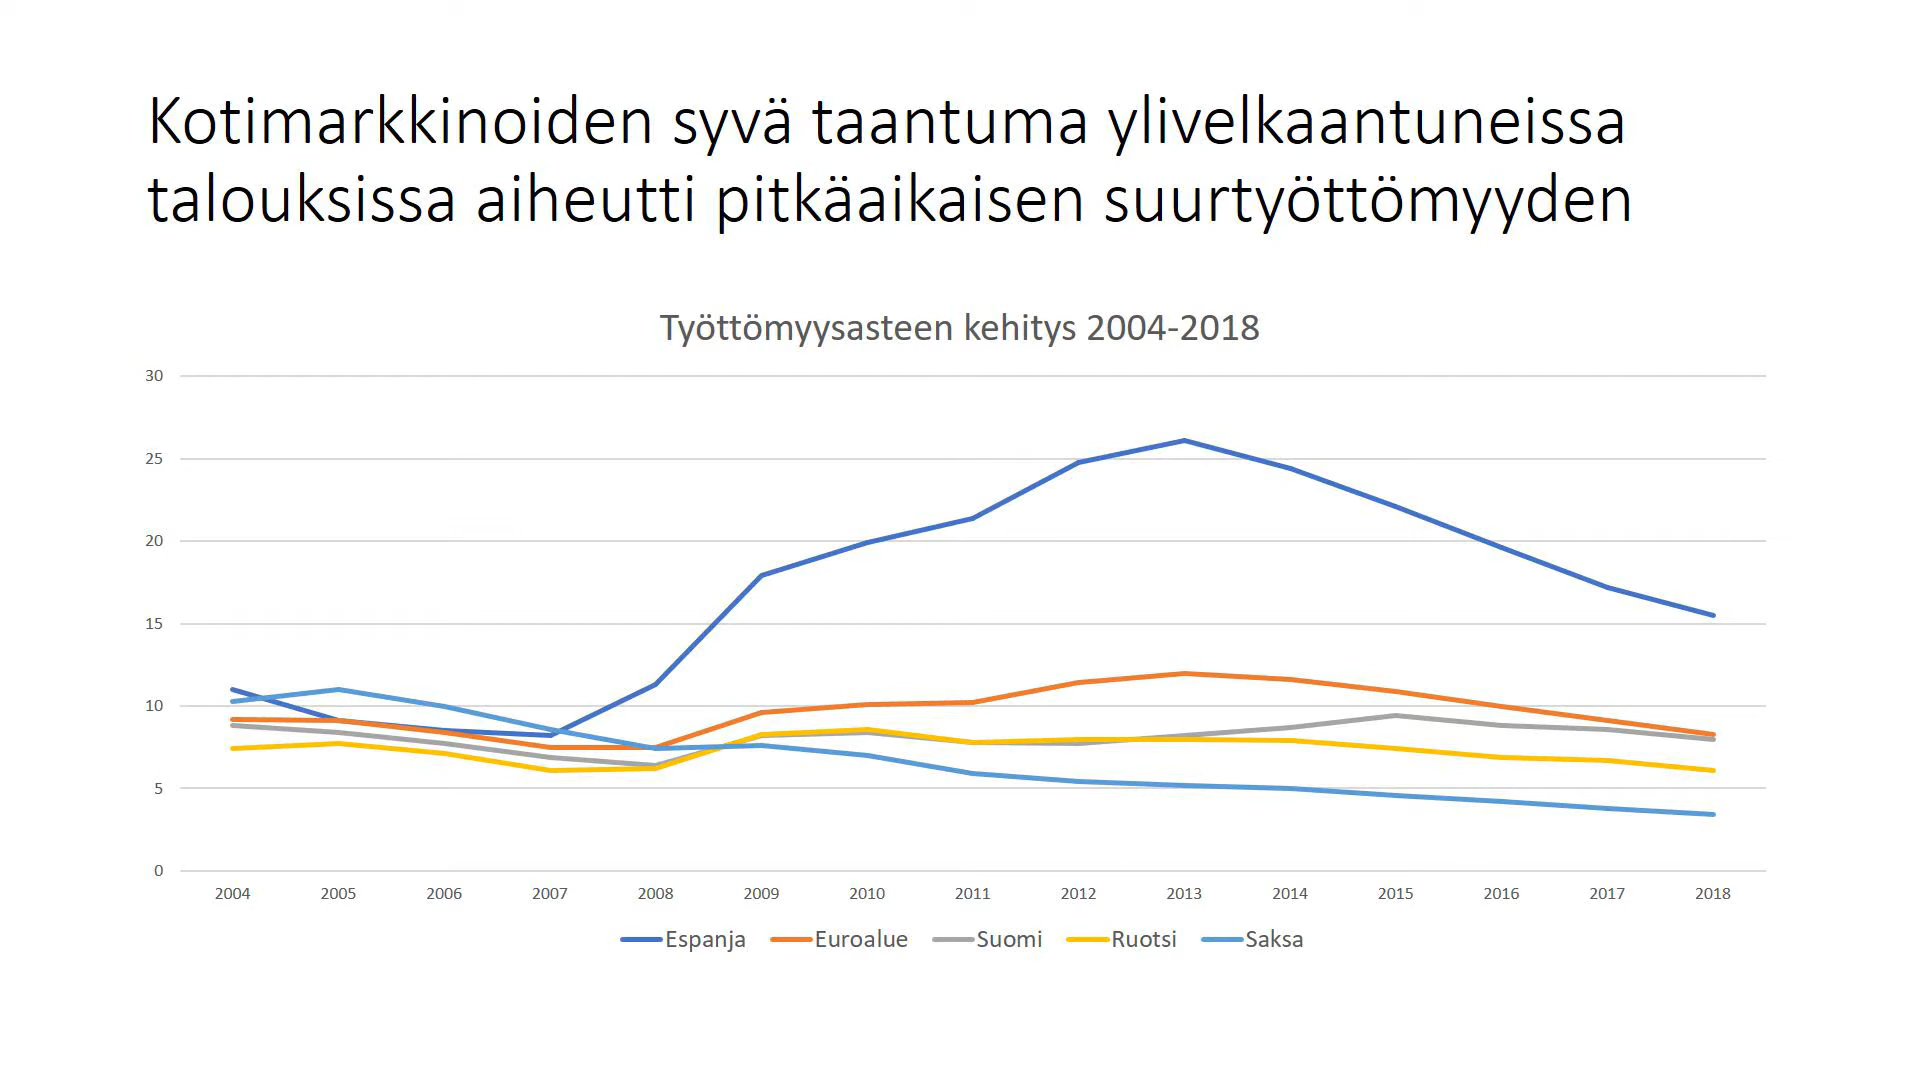 Kotimarkkinoiden syvä taantuma ylivelkaantuneissa
talouksissa aiheutti pitkäaikaisen suurtyöttömyyden
Työttömyysasteen kehitys 2004-2018
30
25
20
15
10
5
0
2004 2005 2006 2007 2008 2009 2010 2011 2012 2013 2014 2015 2016 2017 2018
Espanja Euroalue Suomi Ruotsi Saksa